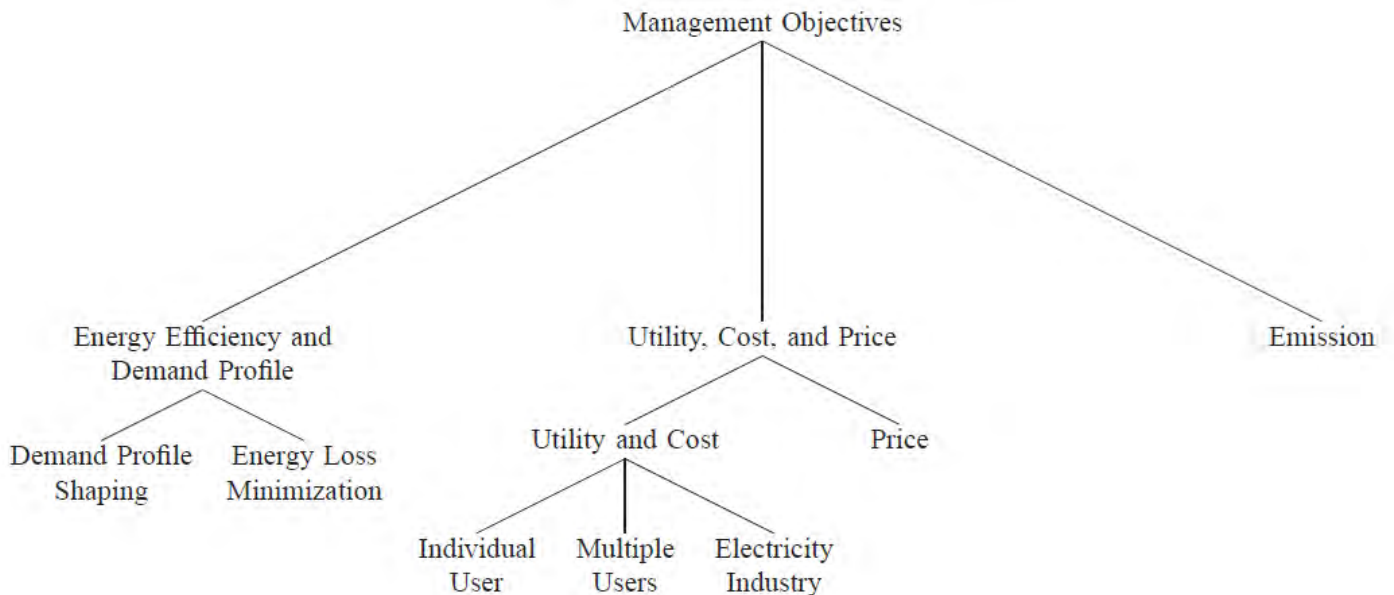 Management Objectives
Energy Efficiency and
Demand Profile
Utility, Cost, and Price
Emission
Demand Profile
Shaping
Energy Loss
Minimization
Utility and Cost
Price
Individual
User
Multiple
Users
Electricity
Industry